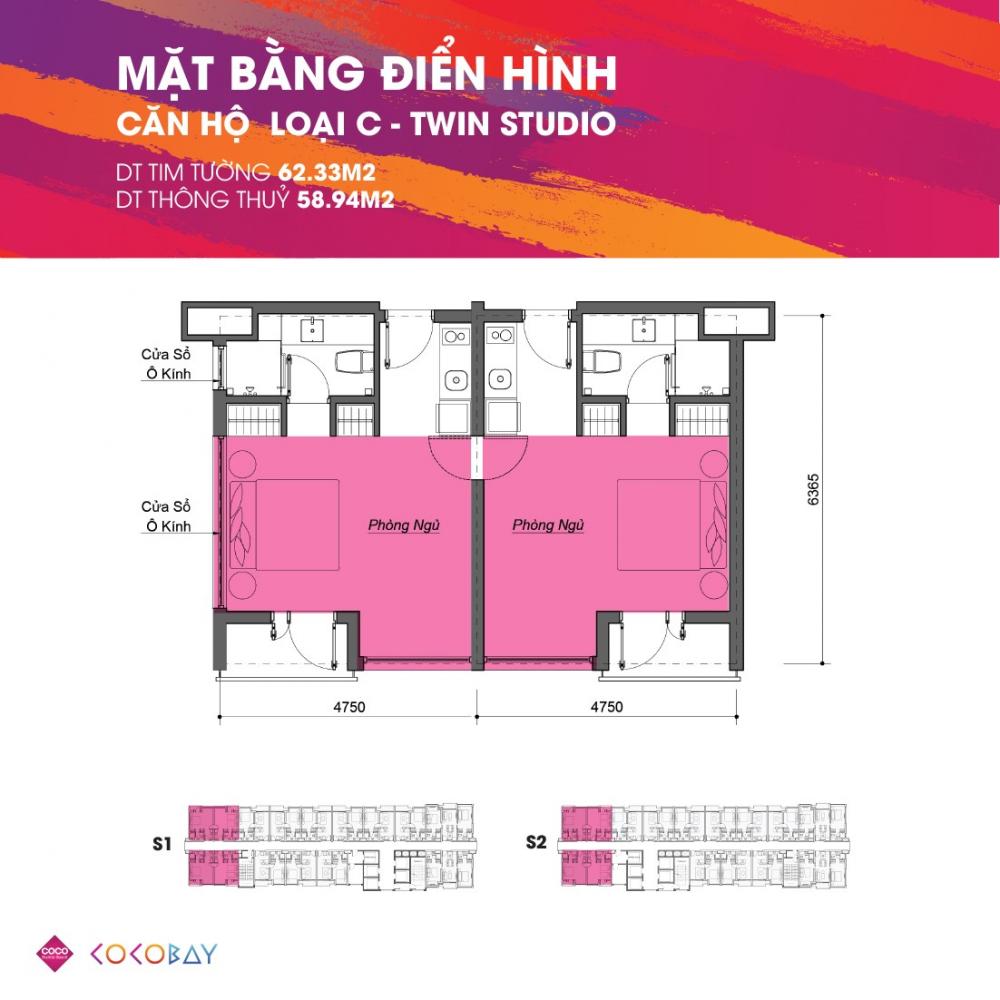 MẶT BẰNG ĐIỂN HÌNH
CĂN HỘ LOẠI C - TWIN STUDIO
DT TIM TƯỜNG 62.33M2
DT THÔNG THUỶ 58.94M2
Cửa Sổ
Ô Kính
Cửa Sổ
Ô Kính
Phòng Ngủ
Phòng Ngủ
6365
4750
4750
S1
S2
COCO
COCOBAY